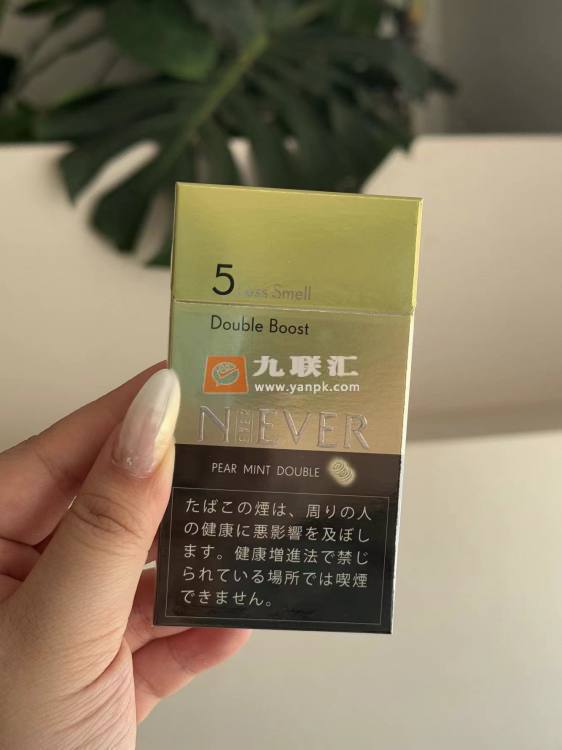 5 Less Smell
Double Boost
九联汇
www.yanpk.com
NEVER
PEAR MINT DOUBLE
たばこの煙は、周りの人
の健康に悪影響を及ぼし
ます。健康増進法で禁じ
られている場所では喫煙
できません。